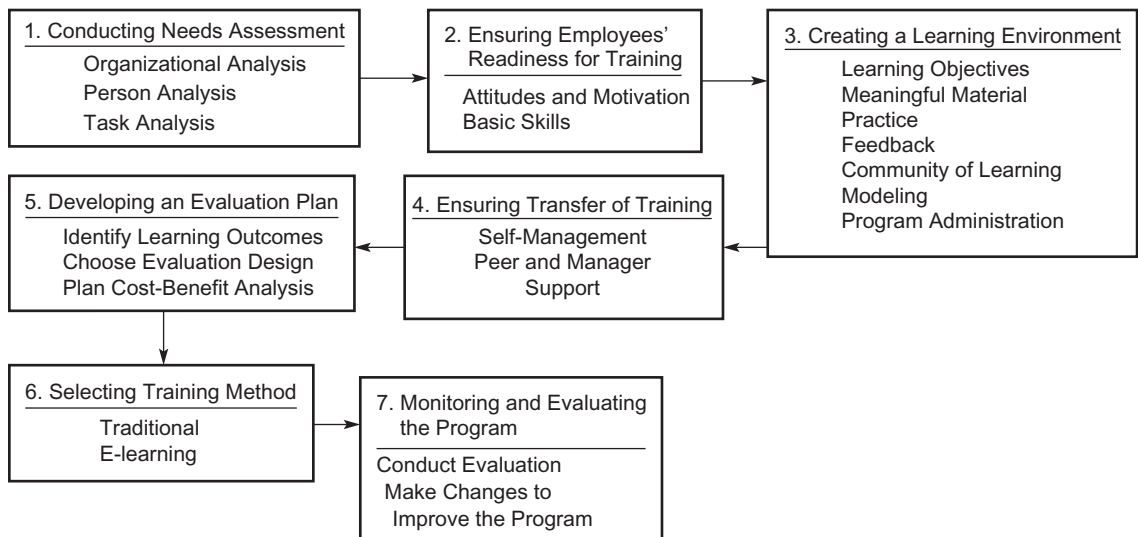 1. Conducting Needs Assessment
Organizational Analysis
Person Analysis
Task Analysis
2. Ensuring Employees’
Readiness for Training
Attitudes and Motivation
Basic Skills
3. Creating a Learning Environment
Learning Objectives
Meaningful Material
Practice
Feedback
Community of Learning
Modeling
Program Administration
4. Ensuring Transfer of Training
Self-Management
Peer and Manager
Support
5. Developing an Evaluation Plan
Identify Learning Outcomes
Choose Evaluation Design
Plan Cost-Benefit Analysis
6. Selecting Training Method
Traditional
E-learning
7. Monitoring and Evaluating
the Program
Conduct Evaluation
Make Changes to
Improve the Program